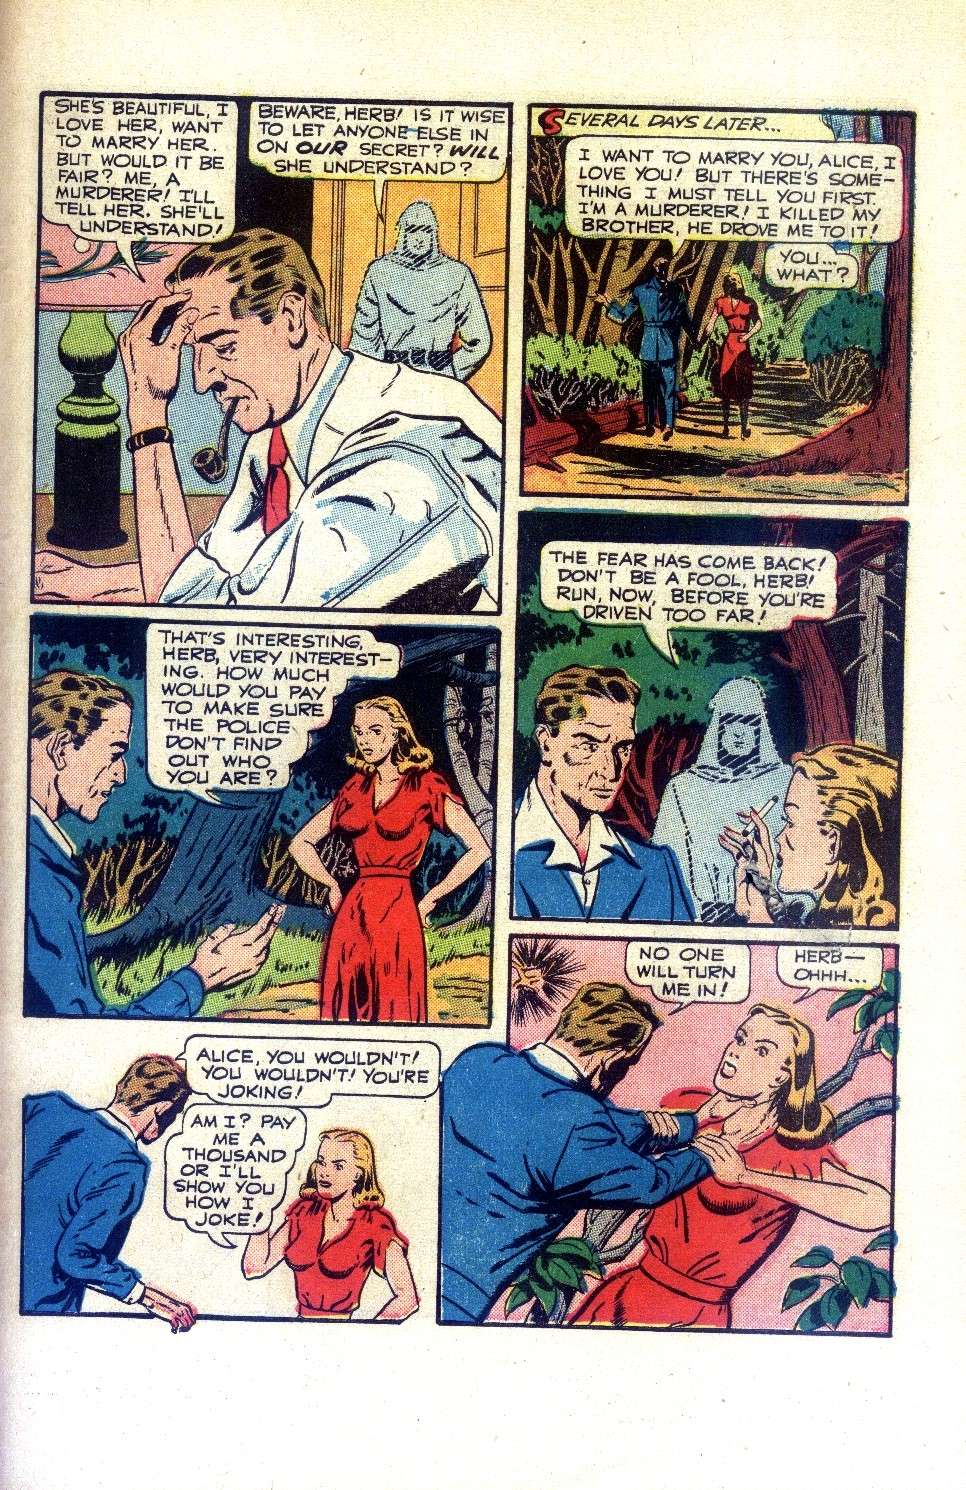 SHE'S BEAUTIFUL, I
LOVE HER, WANT
TO MARRY HER.
BUT WOULD IT BE
FAIR? ME, A
MURDERER! I'LL
TELL HER. SHE'LL
UNDERSTAND!
BEWARE, HERB! IS IT WISE
TO LET ANYONE ELSE IN
ON OUR SECRET? WILL
SHE UNDERSTAND?
SEVERAL DAYS LATER...
I WANT TO MARRY YOU, ALICE, I
LOVE YOU! BUT THERE'S SOME-
THING I MUST TELL YOU FIRST.
I'M A MURDERER! I KILLED MY
BROTHER, HE DROVE ME TO IT!
YOU...
WHAT?
THAT'S INTERESTING,
HERB, VERY INTEREST-
ING. HOW MUCH
WOULD YOU PAY
TO MAKE SURE
THE POLICE
DON'T FIND
OUT WHO
YOU ARE?
THE FEAR HAS COME BACK!
DON'T BE A FOOL, HERB!
RUN, NOW, BEFORE YOU'RE
DRIVEN TOO FAR!
ALICE, YOU WOULDN'T!
YOU WOULDN'T! YOU'RE
JOKING!
AM I? PAY
ME A
THOUSAND
OR I'LL
SHOW YOU
HOW I
JOKE!
NO ONE
WILL TURN
ME IN!
HERB—
OHHH...